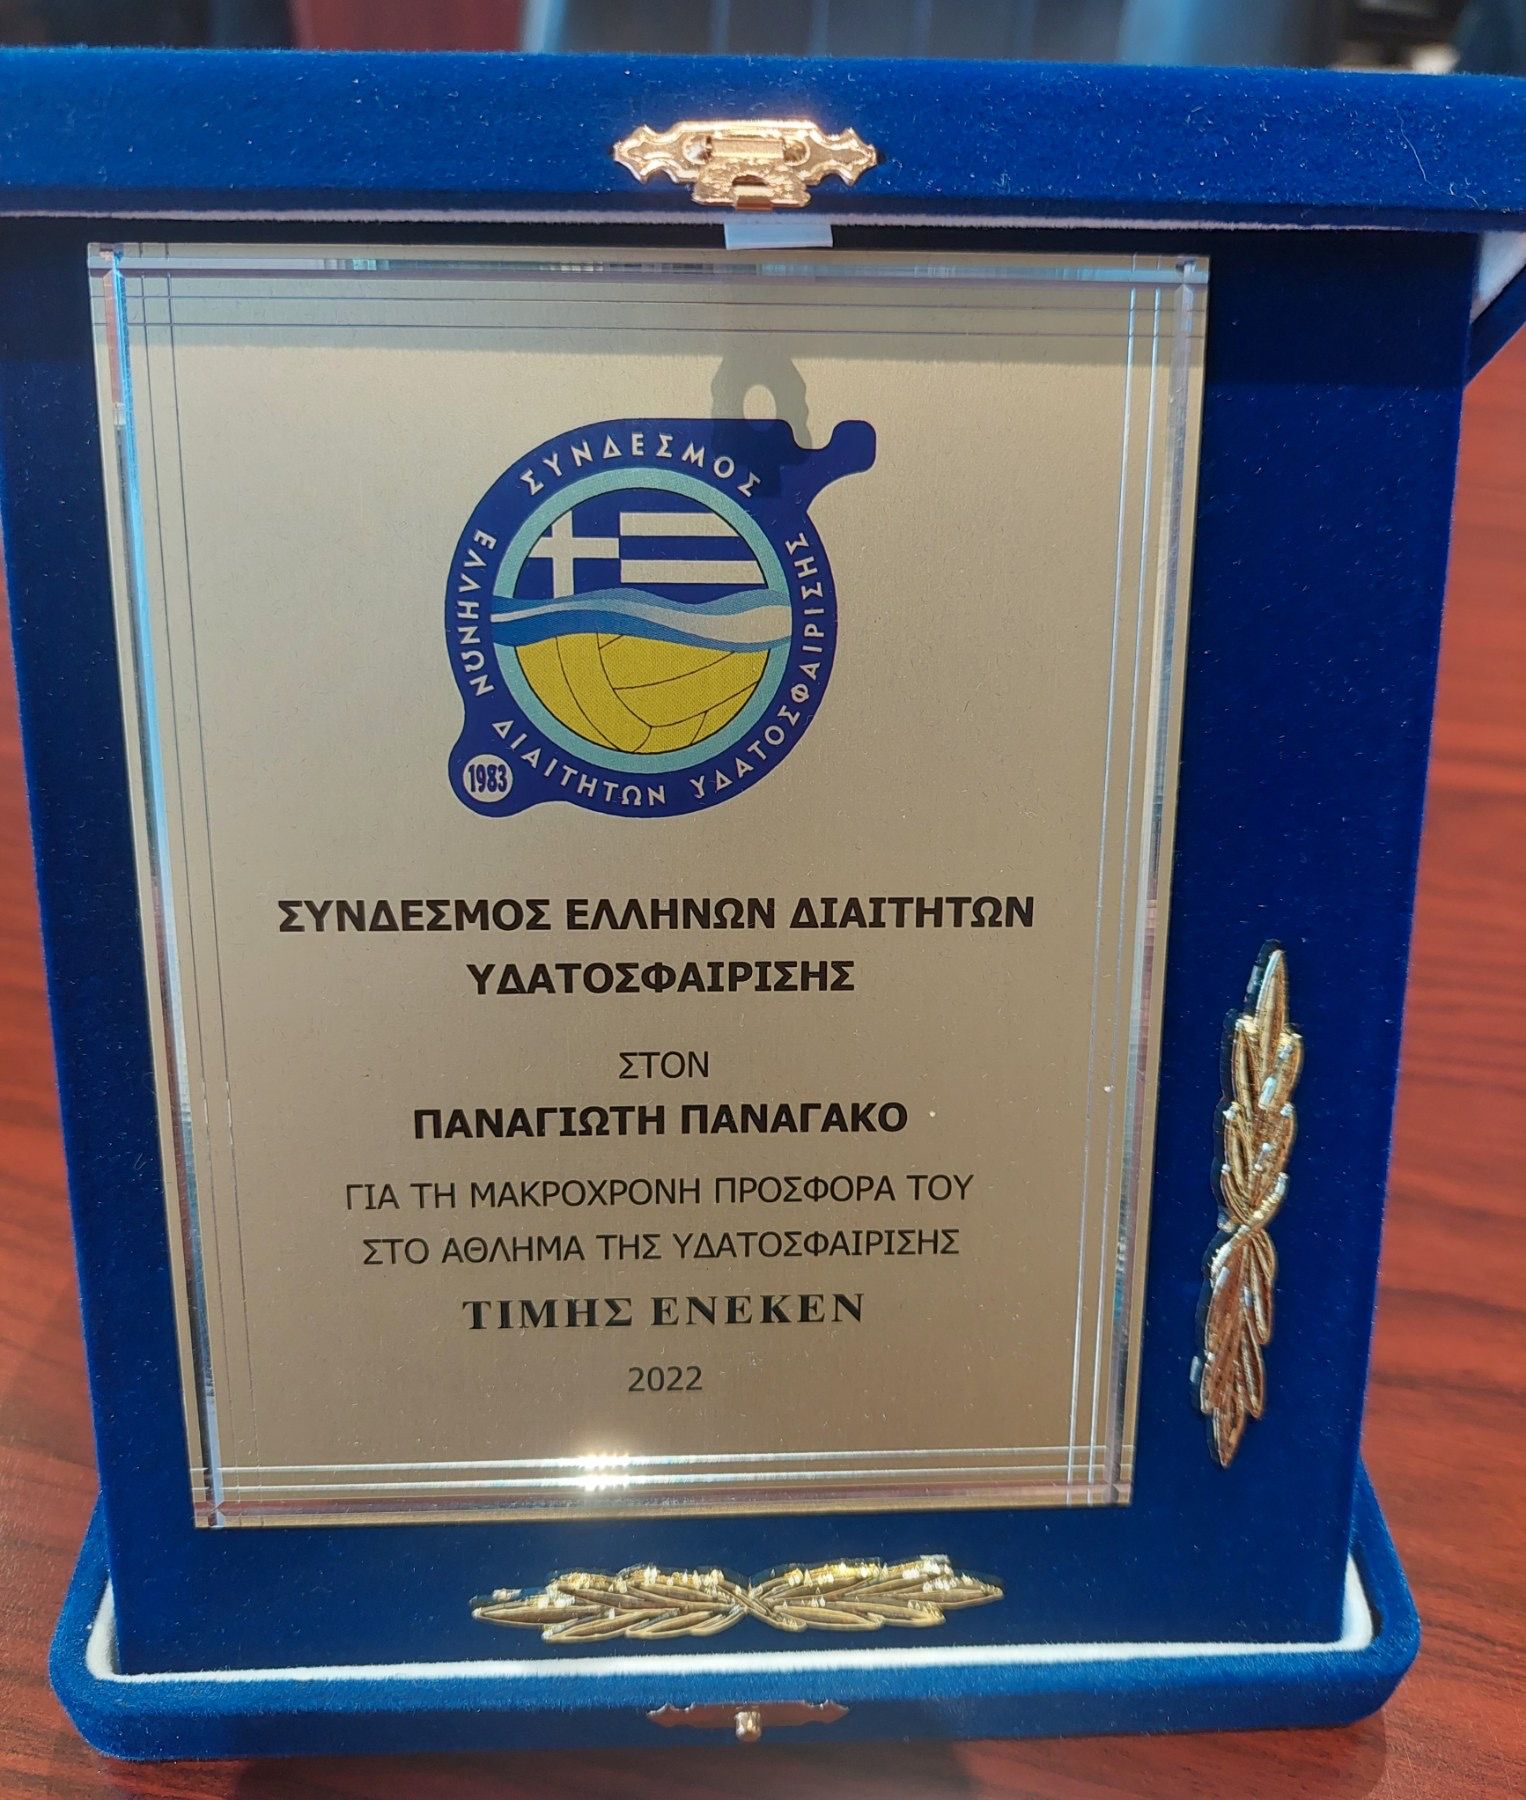 ΣΥΝΔΕΣΜΟΣ
ΕΛΛΗΝΩΝ ΔΙΑΙΤΗΤΩΝ ΥΔΑΤΟΣΦΑΙΡΙΣΗΣ
1983
ΣΥΝΔΕΣΜΟΣ ΕΛΛΗΝΩΝ ΔΙΑΙΤΗΤΩΝ
ΥΔΑΤΟΣΦΑΙΡΙΣΗΣ
ΣΤΟΝ
ΠΑΝΑΓΙΩΤΗ ΠΑΝΑΓΑΚΟ
ΓΙΑ ΤΗ ΜΑΚΡΟΧΡΟΝΗ ΠΡΟΣΦΟΡΑ ΤΟΥ
ΣΤΟ ΑΘΛΗΜΑ ΤΗΣ ΥΔΑΤΟΣΦΑΙΡΙΣΗΣ
ΤΙΜΗΣ ΕΝΕΚΕΝ
2022